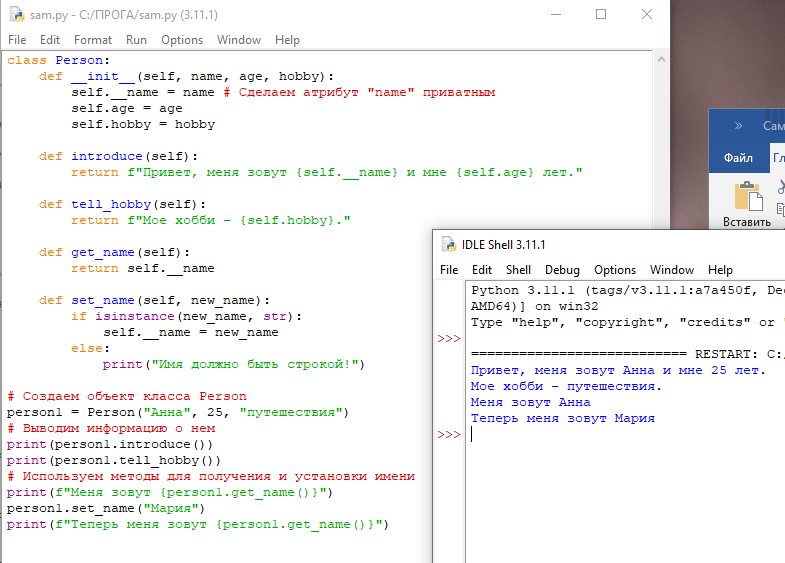 sam.py - C:/ПРОГА/sam.py (3.11.1)
File Edit Format Run Options Window Help
class Person:
    def __init__(self, name, age, hobby):
        self.__name = name # Сделаем атрибут "name" приватным
        self.age = age
        self.hobby = hobby
    def introduce(self):
        return f"Привет, меня зовут {self.__name} и мне {self.age} лет."
    def tell_hobby(self):
        return f"Мое хобби - {self.hobby}."
    def get_name(self):
        return self.__name
    def set_name(self, new_name):
        if isinstance(new_name, str):
            self.__name = new_name
        else:
            print("Имя должно быть строкой!")
# Создаем объект класса Person
person1 = Person("Анна", 25, "путешествия")
# Выводим информацию о нем
print(person1.introduce())
print(person1.tell_hobby())
# Используем методы для получения и установки имени
print(f"Меня зовут {person1.get_name()}")
person1.set_name("Мария")
print(f"Теперь меня зовут {person1.get_name()}")
» Сам
Файл Гл
Вставить
IDLE Shell 3.11.1
File Edit Shell Debug Options Window Help
Python 3.11.1 (tags/v3.11.1:a7a450f, De
AMD64)] on win32
Type "help", "copyright", "credits" or "
>>>
=========================== RESTART: C:
Привет, меня зовут Анна и мне 25 лет.
Мое хобби - путешествия.
Меня зовут Анна
Теперь меня зовут Мария
>>>